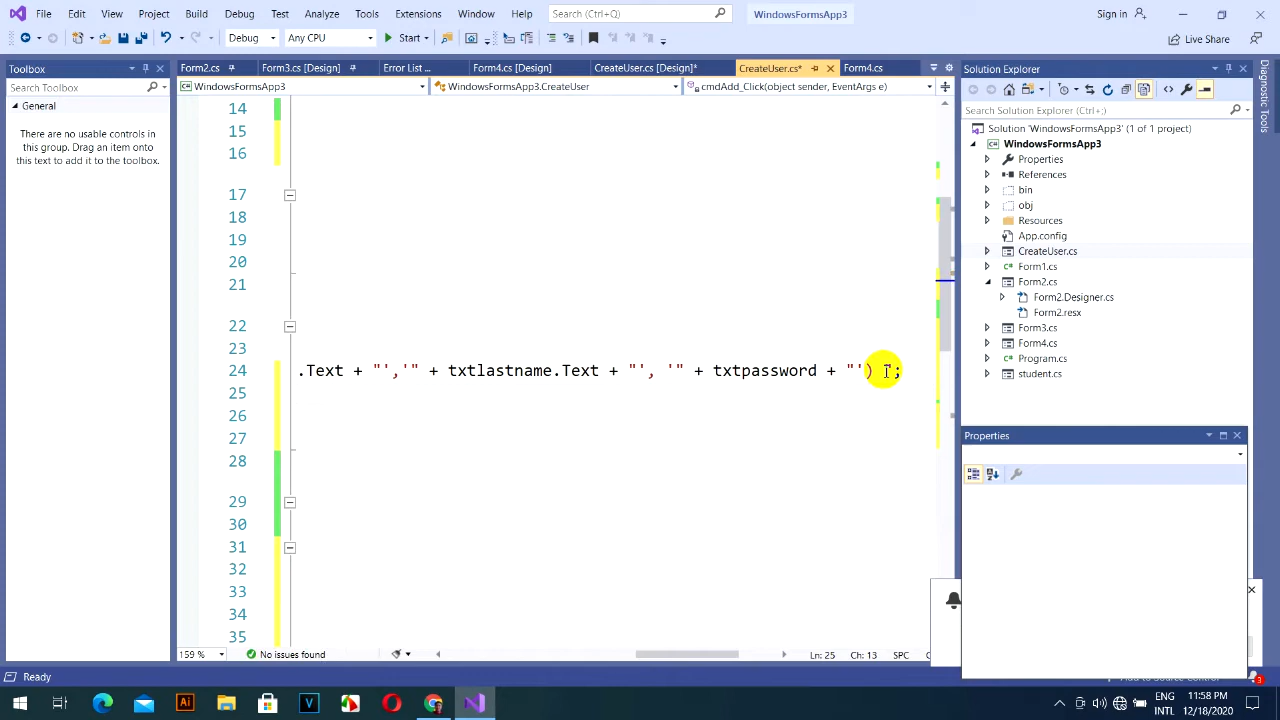 File Edit View Project Build Debug Test Analyze Tools Extensions Window Help Search (Ctrl+Q) WindowsFormsApp3 Sign in
Debug Any CPU Start Live Share
Toolbox
Search Toolbox
General
There are no usable controls in
this group. Drag an item onto
this text to add it to the toolbox.
Form2.cs Form3.cs [Design] Error List ... Form4.cs [Design] CreateUser.cs [Design]* CreateUser.cs* Form4.cs
WindowsFormsApp3 WindowsFormsApp3.CreateUser cmdAdd_Click(object sender, EventArgs e)
14
15
16
17
18
19
20
21
22
23
24 .Text + "','" + txtlastname.Text + "', '" + txtpassword + "') ";
25
26
27
28
29
30
31
32
33
34
35
159 % No issues found Ln: 25 Ch: 13 SPC
Solution Explorer
Search Solution Explorer (Ctrl+;)
Solution 'WindowsFormsApp3' (1 of 1 project)
WindowsFormsApp3
Properties
References
bin
obj
Resources
App.config
CreateUser.cs
Form1.cs
Form2.cs
Form2.Designer.cs
Form2.resx
Form3.cs
Form4.cs
Program.cs
student.cs
Properties
Diagnostic Tools
Ready Add to Source Control 3
ENG
INTL
11:58 PM
12/18/2020